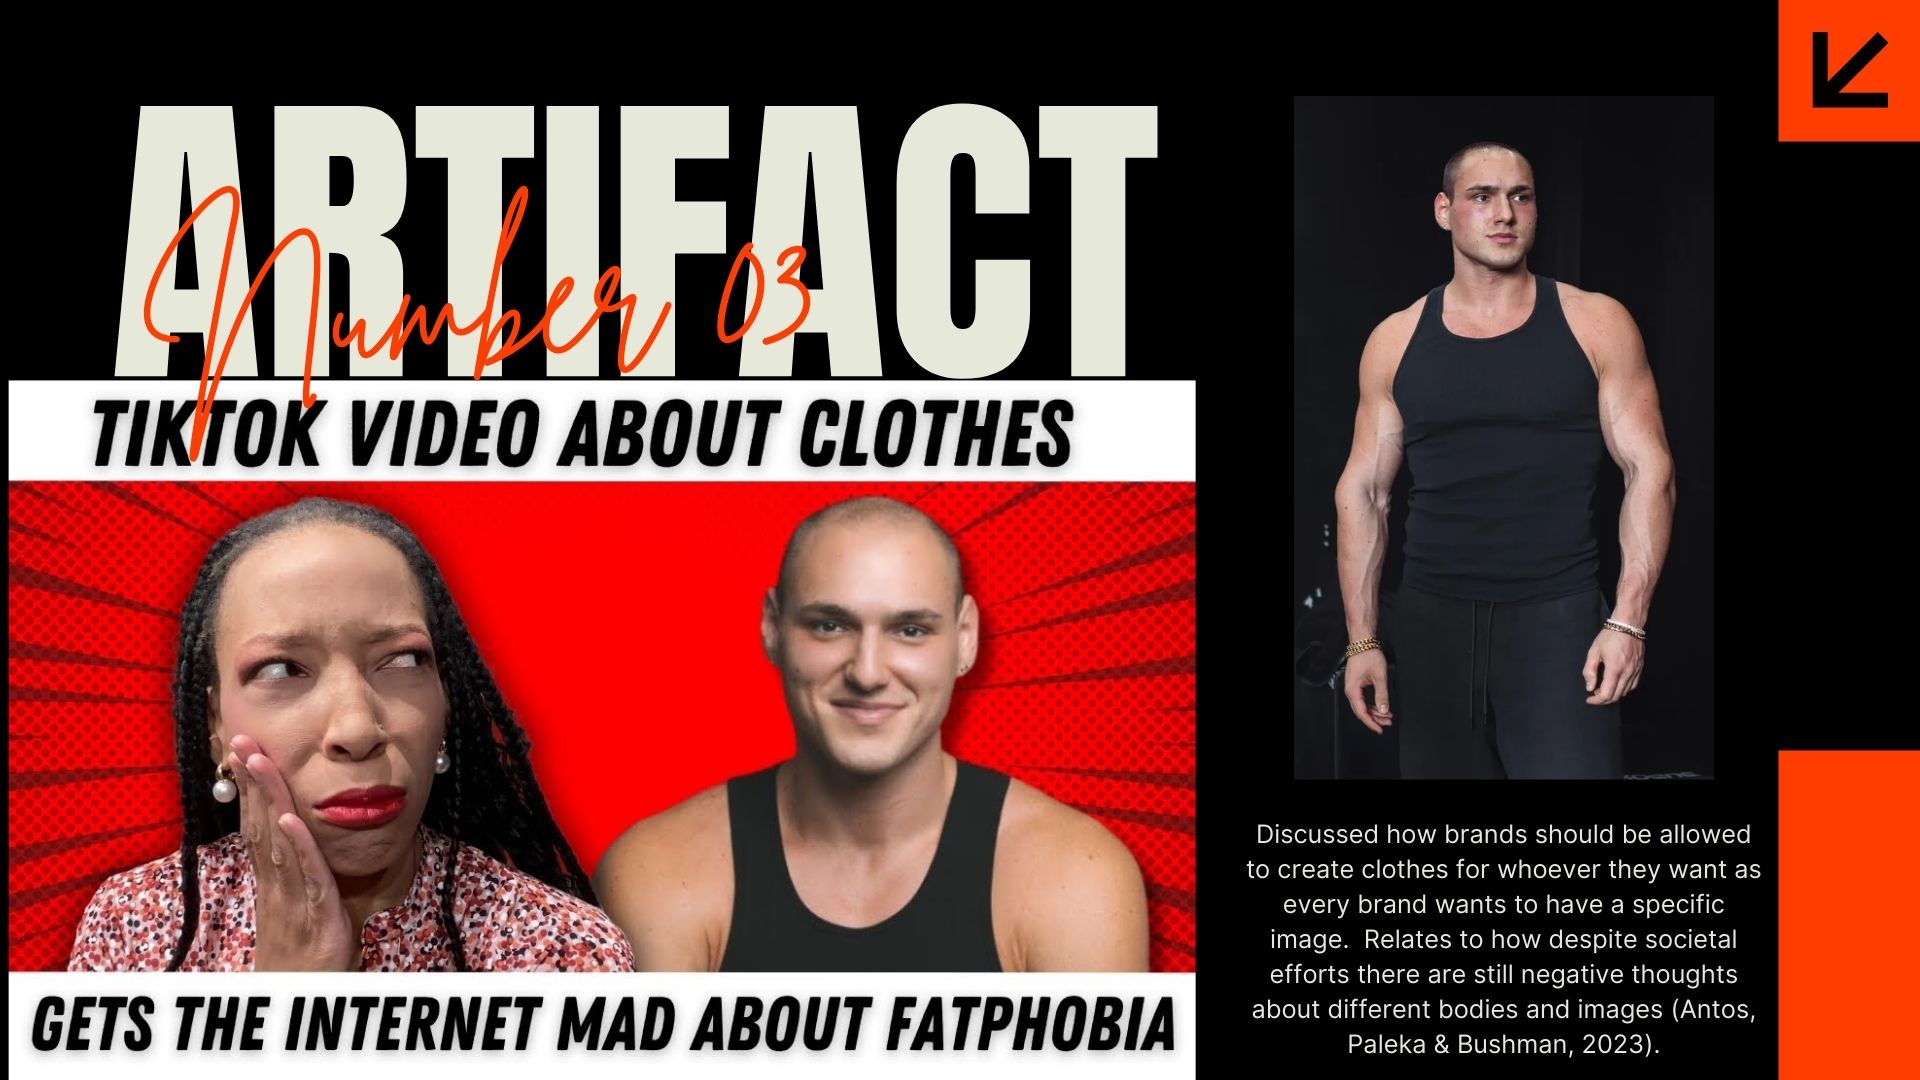 ARTIFACT
Number 03
TIKTOK VIDEO ABOUT CLOTHES
GETS THE INTERNET MAD ABOUT FATPHOBIA
Discussed how brands should be allowed
to create clothes for whoever they want as
every brand wants to have a specific
image.  Relates to how despite societal
efforts there are still negative thoughts
about different bodies and images (Antos,
Paleka & Bushman, 2023).